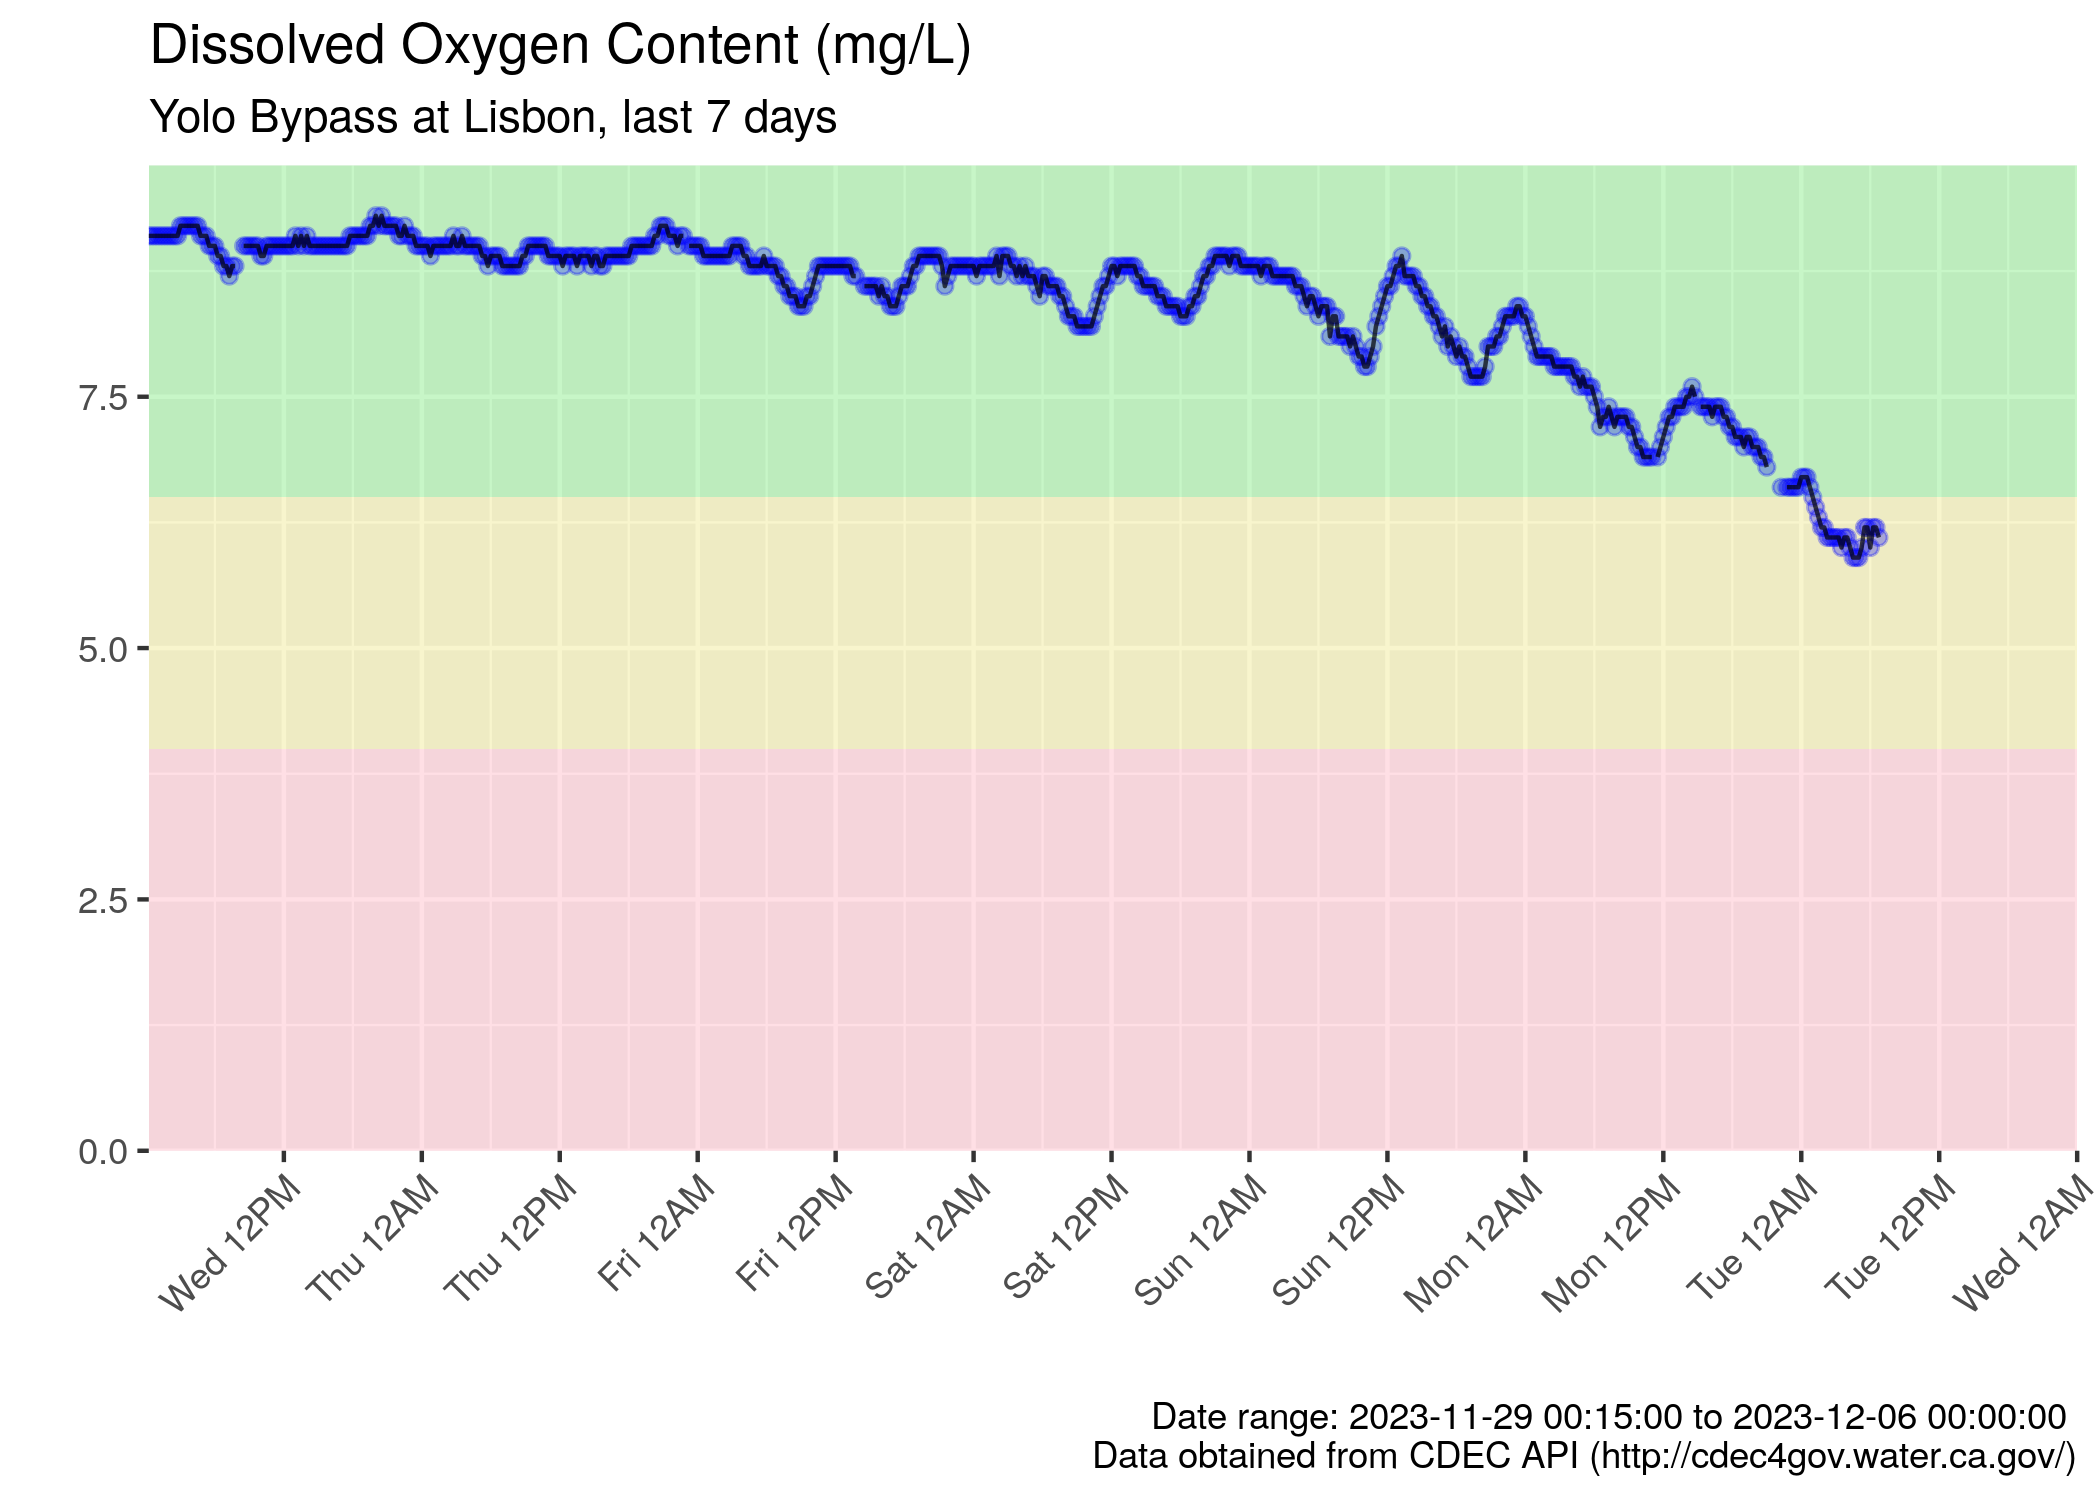 Dissolved Oxygen Content (mg/L)
Yolo Bypass at Lisbon, last 7 days
7.5
5.0
2.5
0.0
Wed 12PM
Thu 12AM
Thu 12PM
Fri 12AM
Fri 12PM
Sat 12AM
Sat 12PM
Sun 12AM
Sun 12PM
Mon 12AM
Mon 12PM
Tue 12AM
Tue 12PM
Wed 12AM
Date range: 2023-11-29 00:15:00 to 2023-12-06 00:00:00
Data obtained from CDEC API (http://cdec4gov.water.ca.gov/)